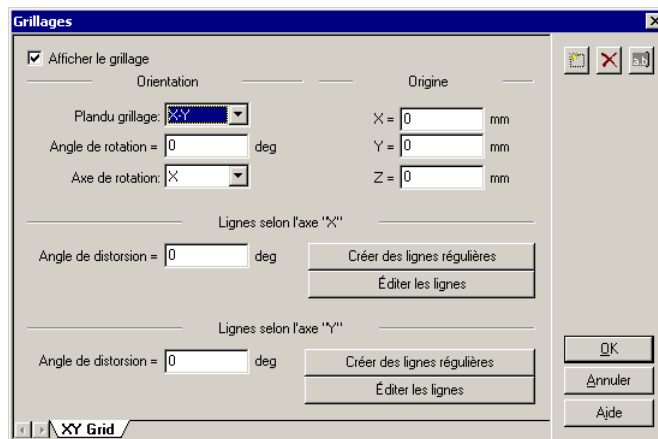 Grillages
Afficher le grillage
Orientation
Origine
Plandu grillage: X-Y
X = 0 mm
Angle de rotation = 0 deg
Y = 0 mm
Axe de rotation: X
Z = 0 mm
Lignes selon l'axe "X"
Angle de distorsion = 0 deg
Créer des lignes régulières
Éditer les lignes
Lignes selon l'axe "Y"
Angle de distorsion = 0 deg
Créer des lignes régulières
Éditer les lignes
XY Grid
a.b
OK
Annuler
Aide